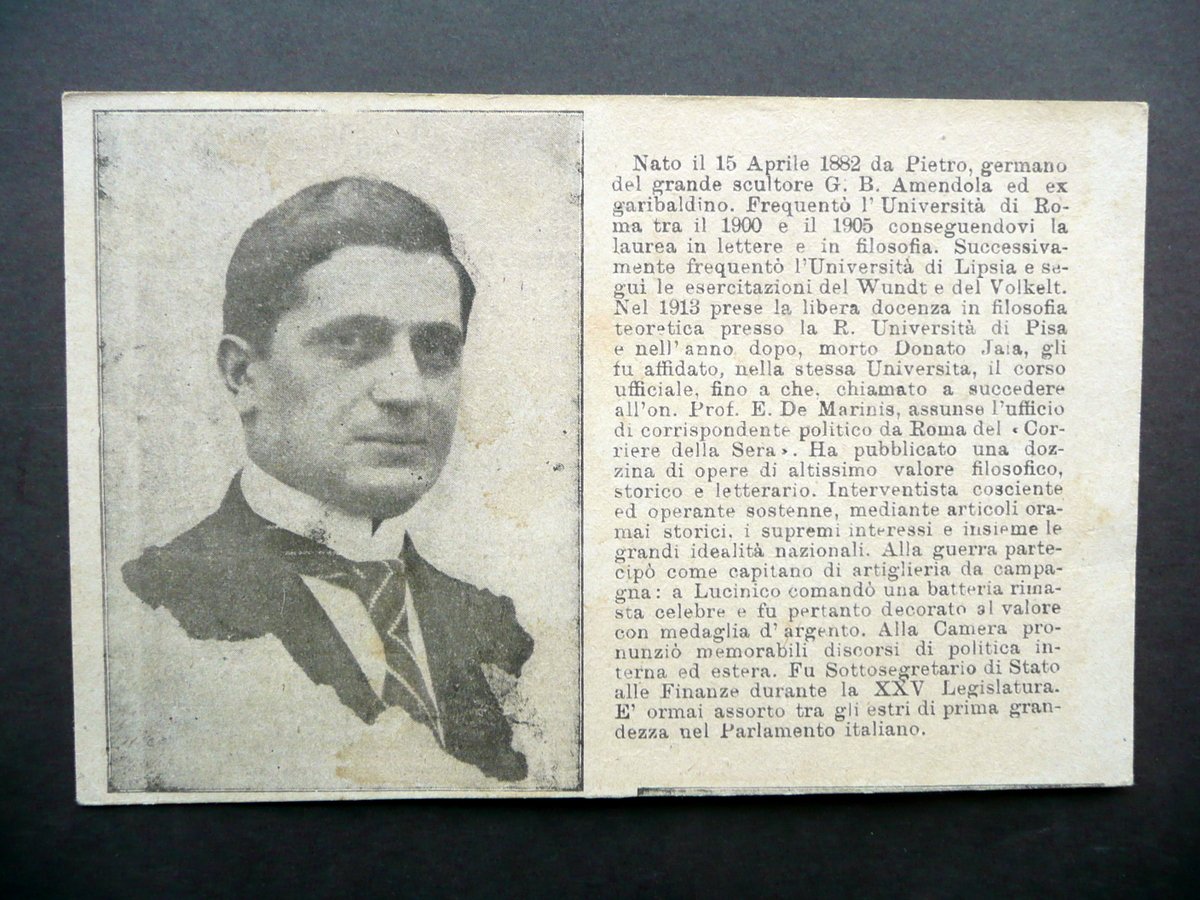 Nato il 15 Aprile 1882 da Pietro, germano
del grande scultore G. B. Amendola ed ex
garibaldino. Frequentò l' Università di Ro-
ma tra il 1900 e il 1905 conseguendovi la
laurea in lettere e in filosofia. Successiva-
mente frequentò l'Università di Lipsia e se-
guì le esercitazioni del Wundt e del Volkelt.
Nel 1913 prese la libera docenza in filosofia
teoretica presso la R. Università di Pisa
e nell' anno dopo, morto Donato Jaia, gli
fu affidato, nella stessa Universita, il corso
ufficiale, fino a che, chiamato a succedere
all'on. Prof. E. De Marinis, assunse l'ufficio
di corrispondente politico da Roma del «Cor-
riere della Sera». Ha pubblicato una doz-
zina di opere di altissimo valore filosofico,
storico e letterario. Interventista cosciente
ed operante sostenne, mediante articoli ora-
mai storici, i supremi interessi e insieme le
grandi idealità nazionali. Alla guerra parte-
cipò come capitano di artiglieria da campa-
gna: a Lucinico comandò una batteria rima-
sta celebre e fu pertanto decorato al valore
con medaglia d' argento. Alla Camera pro-
nunziò memorabili discorsi di politica in-
terna ed estera. Fu Sottosegretario di Stato
alle Finanze durante la XXV Legislatura.
E' ormai assorto tra gli estri di prima gran-
dezza nel Parlamento italiano.